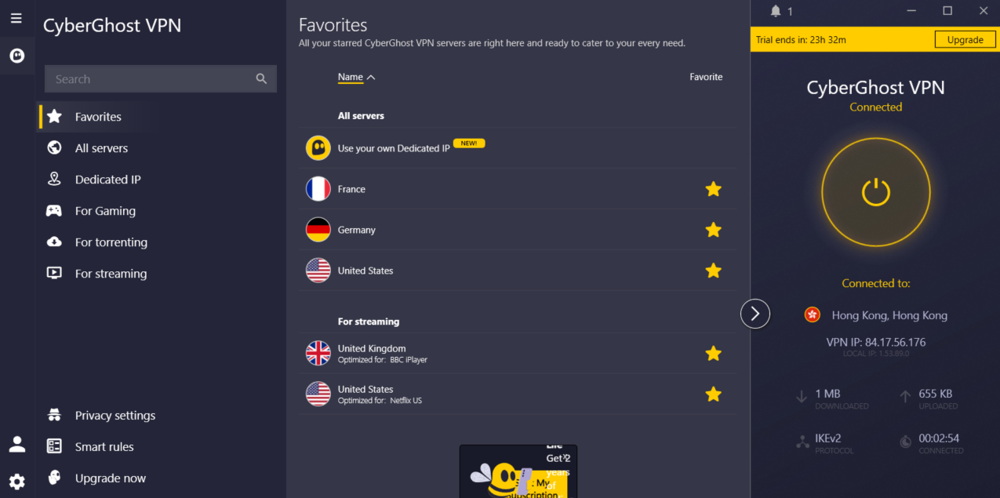 CyberGhost VPN
Search
Favorites
All servers
Dedicated IP
For Gaming
For torrenting
For streaming
Privacy settings
Smart rules
Upgrade now
Favorites
All your starred CyberGhost VPN servers are right here and ready to cater to your every need.
Name Favorite
All servers
Use your own Dedicated IP NEW!
France
Germany
United States
For streaming
United Kingdom
Optimized for: BBC iPlayer
United States
Optimized for: Netflix US
Get 2
years
of
My
1
Trial ends in: 23h 32m Upgrade
CyberGhost VPN
Connected
Connected to:
Hong Kong, Hong Kong
VPN IP: 84.17.56.176
LOCAL IP: 1.53.89.0
1 MB 655 KB
DOWNLOADED UPLOADED
IKEv2 00:02:54
PROTOCOL CONNECTED